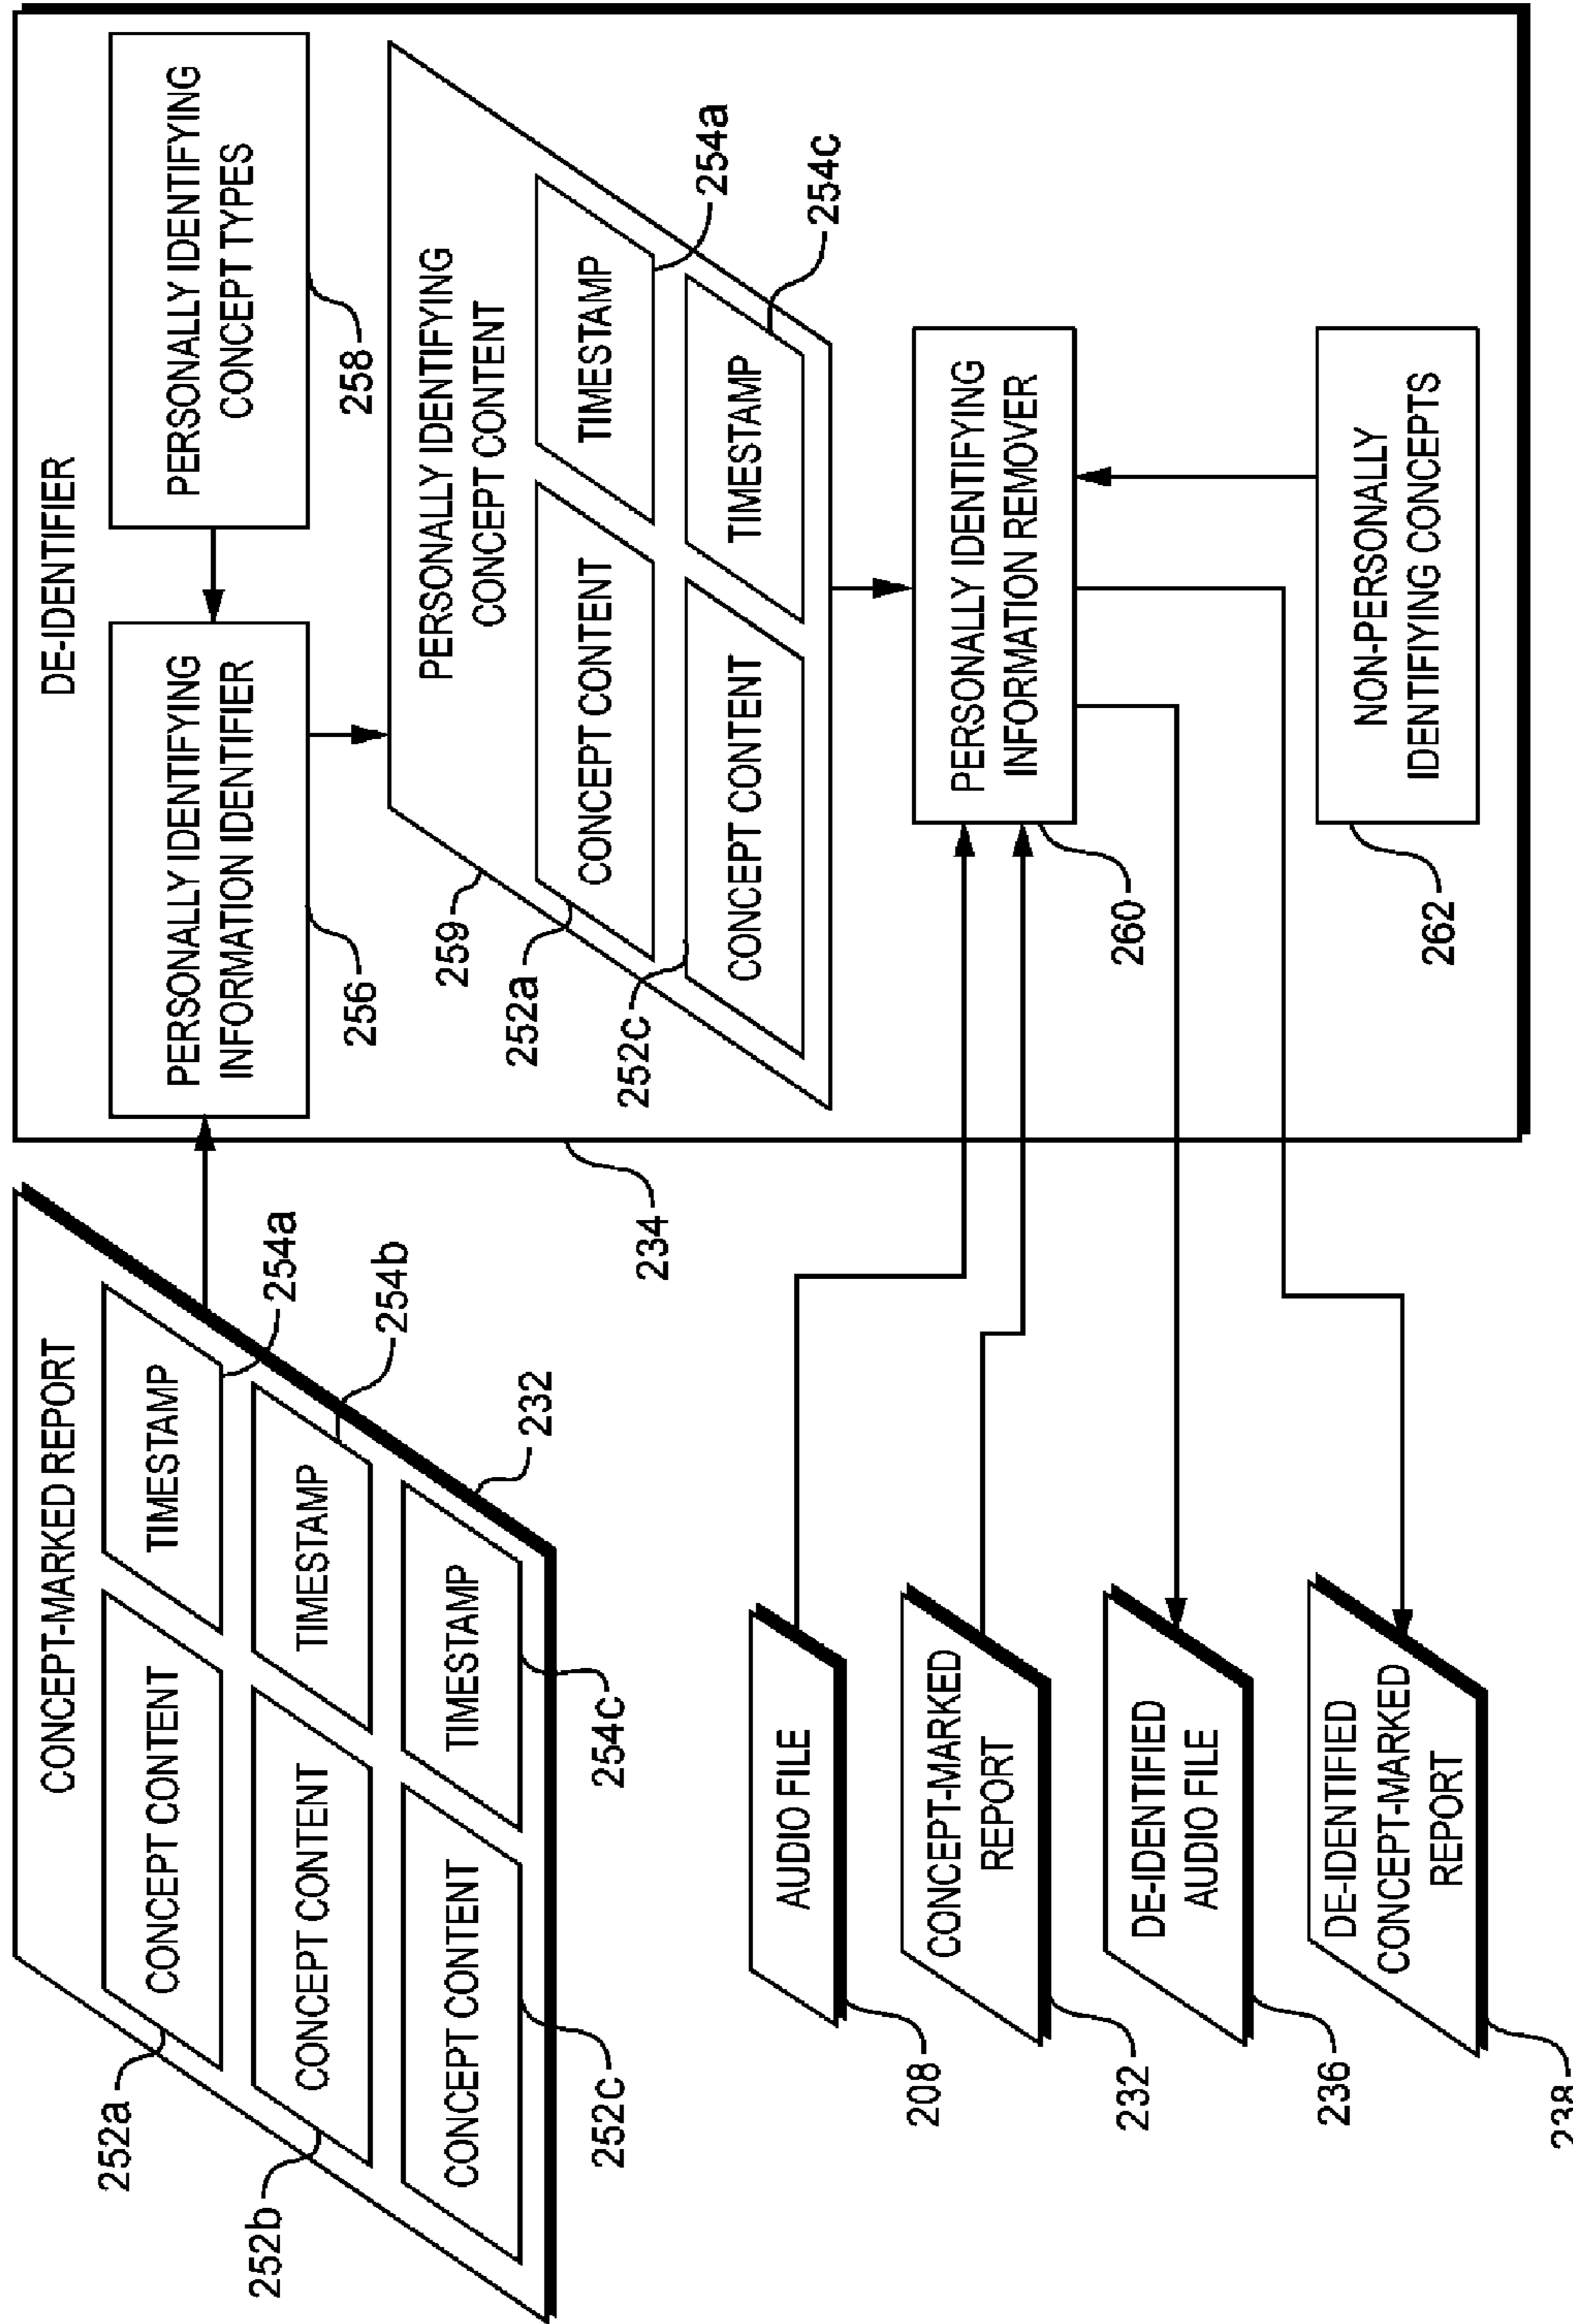 CONCEPT-MARKED REPORT
CONCEPT CONTENT
TIMESTAMP
252a
254a
CONCEPT CONTENT
TIMESTAMP
252b
254b
CONCEPT CONTENT
TIMESTAMP
252c
254c
232
DE-IDENTIFIER
PERSONALLY IDENTIFYING
INFORMATION IDENTIFIER
256
PERSONALLY IDENTIFYING
CONCEPT TYPES
258
PERSONALLY IDENTIFYING
CONCEPT CONTENT
259
CONCEPT CONTENT
TIMESTAMP
252a
254a
CONCEPT CONTENT
TIMESTAMP
252c
254c
234
AUDIO FILE
208
CONCEPT-MARKED
REPORT
232
PERSONALLY IDENTIFYING
INFORMATION REMOVER
260
DE-IDENTIFIED
AUDIO FILE
236
DE-IDENTIFIED
CONCEPT-MARKED
REPORT
238
NON-PERSONALLY
IDENTIFIYING CONCEPTS
262